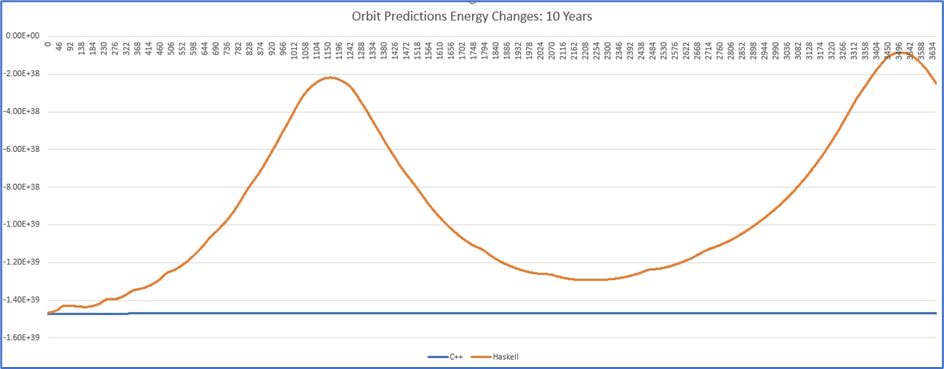 Orbit Predictions Energy Changes: 10 Years
0.00E+00
0 46 92 138 184 230 276 322 368 414 460 506 552 598 644 690 736 782 828 874 920 966 1012 1058 1104 1150 1196 1242 1288 1334 1380 1426 1472 1518 1564 1610 1656 1702 1748 1794 1840 1886 1932 1978 2024 2070 2116 2162 2208 2254 2300 2346 2392 2438 2484 2530 2576 2622 2668 2714 2760 2806 2852 2898 2944 2990 3036 3082 3128 3174 3220 3266 3312 3358 3404 3450 3496 3542 3588 3634
-2.00E+38
-4.00E+38
-6.00E+38
-8.00E+38
-1.00E+39
-1.20E+39
-1.40E+39
-1.60E+39
C++ Haskell